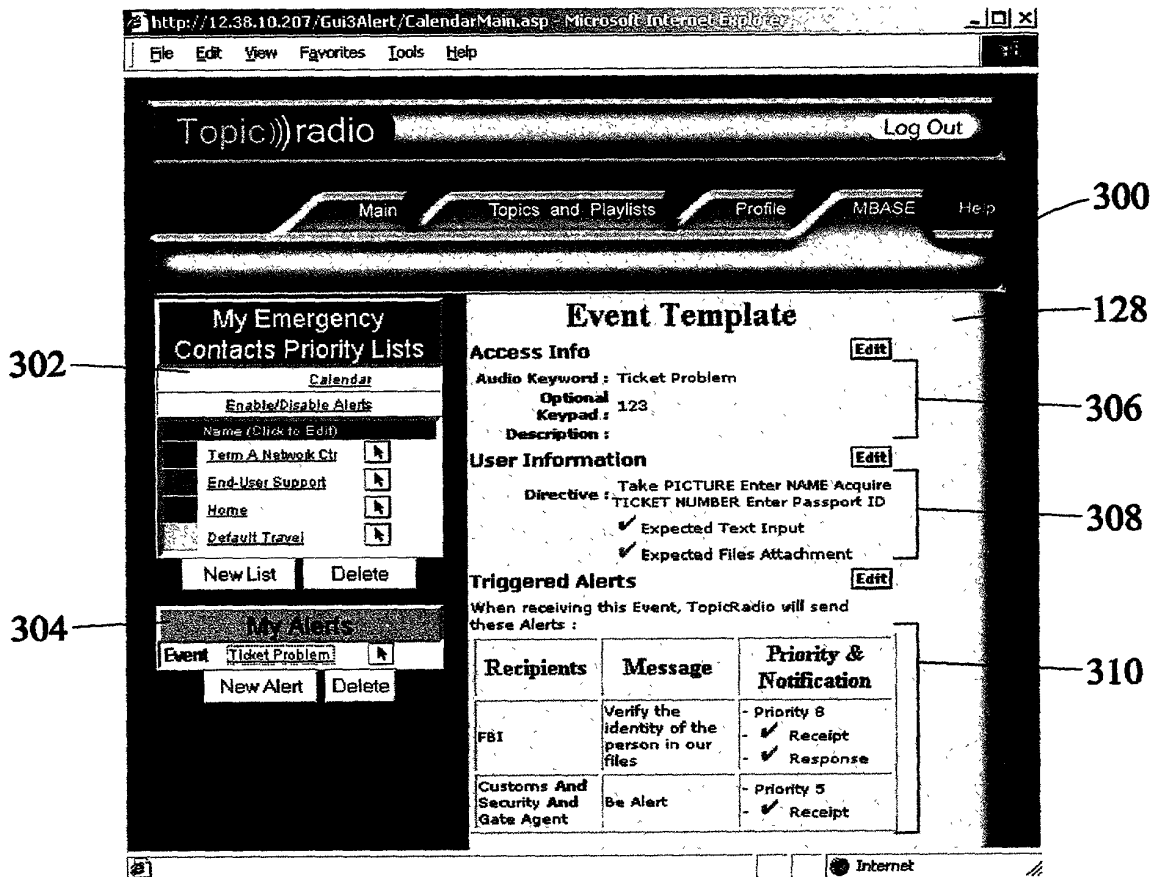 http://12.38.10.207/Gui3Alert/CalendarMain.asp - Microsoft Internet Explorer
File Edit View Favorites Tools Help
Topic))radio
Log Out
Main Topics and Playlists Profile MBASE Help
300
My Emergency
Contacts Priority Lists
302
Calendar
Enable/Disable Alerts
Name (Click to Edit)
Term A Network Ctr
End-User Support
Home
Default Travel
New List Delete
304
My Alerts
Event Ticket Problem
New Alert Delete
Event Template
128
Access Info Edit
Audio Keyword : Ticket Problem
Optional
Keypad : 123
Description :
306
User Information Edit
Directive : Take PICTURE Enter NAME Acquire
TICKET NUMBER Enter Passport ID
✔ Expected Text Input
✔ Expected Files Attachment
308
Triggered Alerts Edit
When receiving this Event, TopicRadio will send
these Alerts :
310
Recipients Message Priority &
Notification
FBI
Verify the
identity of the
person in our
files
- Priority 8
- ✔ Receipt
- ✔ Response
Customs And
Security And
Gate Agent
Be Alert
- Priority 5
- ✔ Receipt
Internet